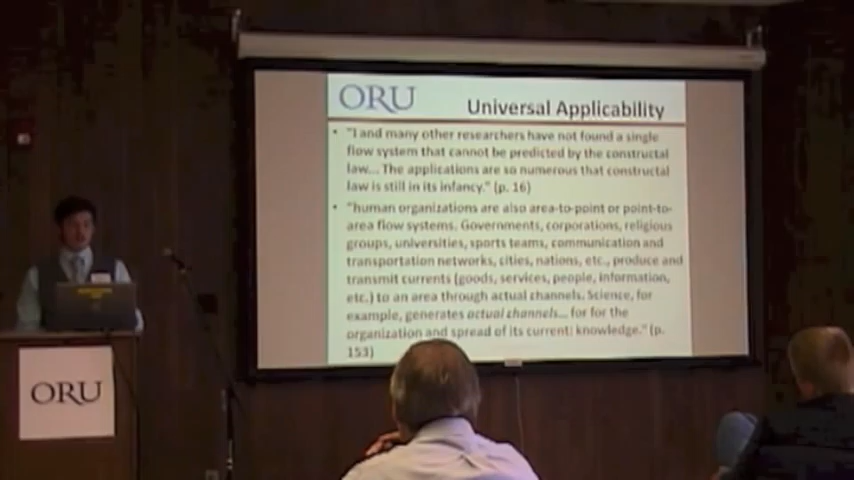 ORU
Universal Applicability
• "I and many other researchers have not found a single
flow system that cannot be predicted by the constructal
law... The applications are so numerous that constructal
law is still in its infancy." (p. 16)
• "human organizations are also area-to-point or point-to-
area flow systems. Governments, corporations, religious
groups, universities, sports teams, communication and
transportation networks, cities, nations, etc., produce and
transmit currents (goods, services, people, information,
etc.) to an area through actual channels. Science, for
example, generates actual channels... for for the
organization and spread of its current: knowledge." (p.
153)
ORU